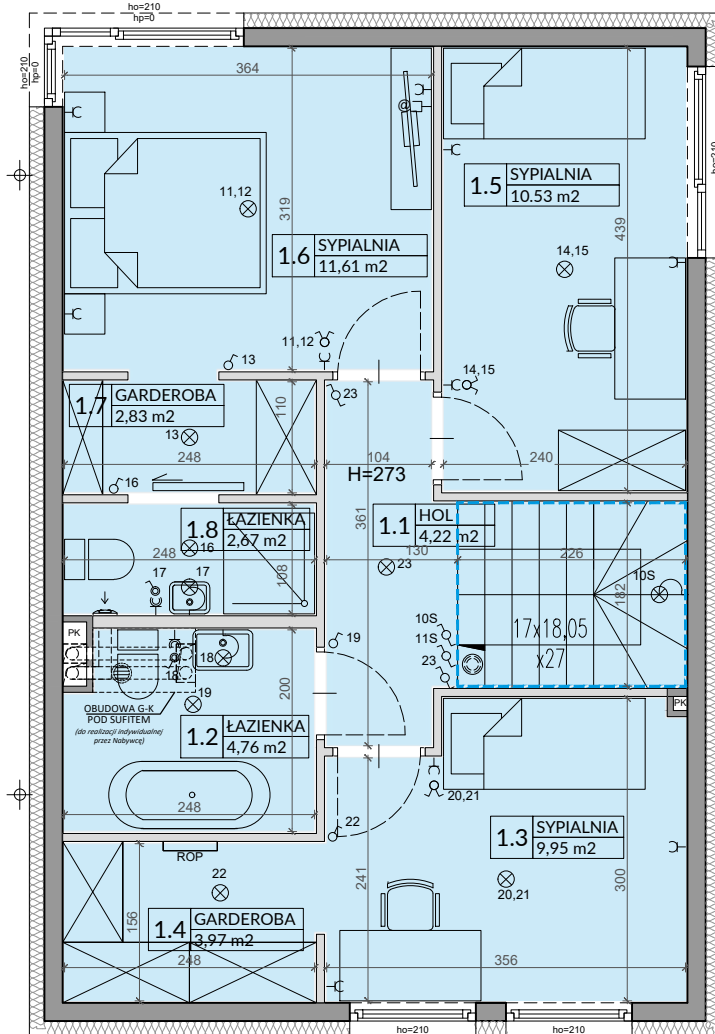 ho=210
hp=0
ho=210
hp=0
364
319
11,12
1.6
SYPIALNIA
11,61 m2
11,12
13
1.5
SYPIALNIA
10.53 m2
439
14,15
14,15
240
ho=210
1.7
GARDEROBA
2,83 m2
110
13
248
16
23
104
H=273
361
1.1
HOL
4,22 m2
130
23
226
182
10S
17x18,05
x27
10S
11S
23
1.8
ŁAZIENKA
2,67 m2
16
248
108
17
17
PK
18
18
19
19
200
OBUDOWA G-K
POD SUFITEM
(do realizacji indywidualnej
przez Nabywcę)
1.2
ŁAZIENKA
4,76 m2
248
PK
20,21
22
ROP
22
156
1.4
GARDEROBA
3,97 m2
248
241
1.3
SYPIALNIA
9,95 m2
20,21
300
356
ho=210
ho=210